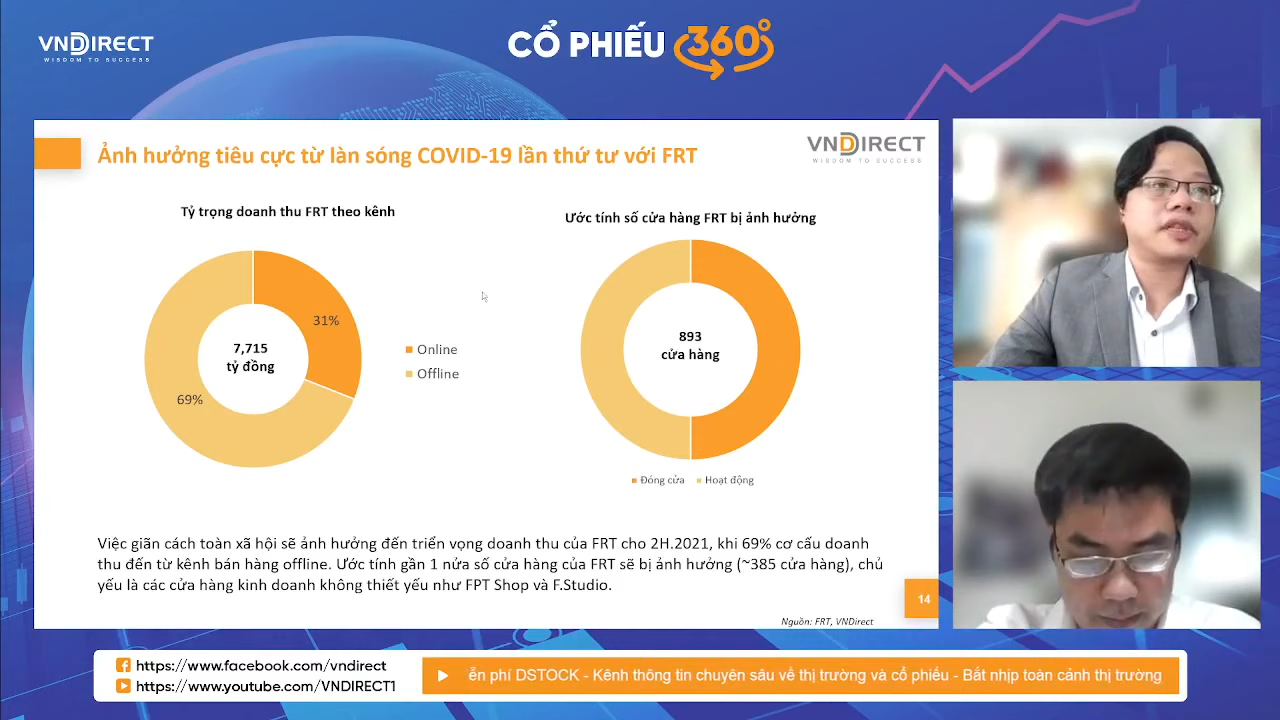 VNDIRECT
WISDOM TO SUCCESS
CỔ PHIẾU 360°
Ảnh hưởng tiêu cực từ làn sóng COVID-19 lần thứ tư với FRT
VNDIRECT
WISDOM TO SUCCESS
Tỷ trọng doanh thu FRT theo kênh
31%
7,715
tỷ đồng
69%
Online
Offline
Ước tính số cửa hàng FRT bị ảnh hưởng
893
cửa hàng
Đóng cửa Hoạt động
Việc giãn cách toàn xã hội sẽ ảnh hưởng đến triển vọng doanh thu của FRT cho 2H.2021, khi 69% cơ cấu doanh
thu đến từ kênh bán hàng offline. Ước tính gần 1 nửa số cửa hàng của FRT sẽ bị ảnh hưởng (~385 cửa hàng), chủ
yếu là các cửa hàng kinh doanh không thiết yếu như FPT Shop và F.Studio.
14
Nguồn: FRT, VNDirect
https://www.facebook.com/vndirect
https://www.youtube.com/VNDIRECT1
ễn phí DSTOCK - Kênh thông tin chuyên sâu về thị trường và cổ phiếu - Bắt nhịp toàn cảnh thị trường